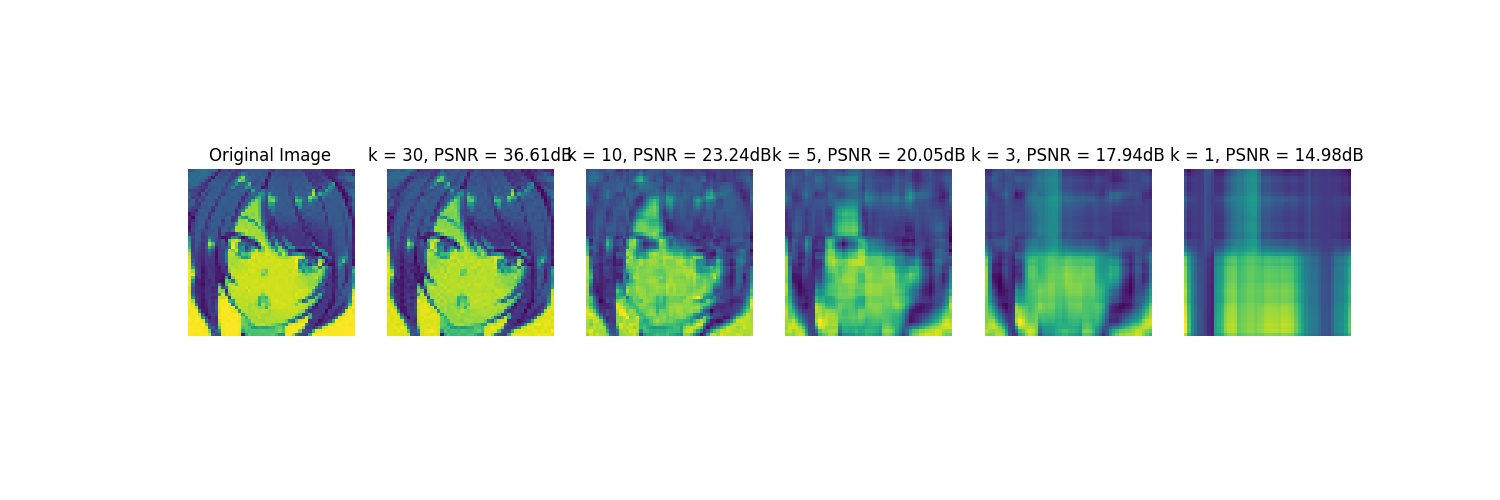 Original Image
k = 30, PSNR = 36.61dB
k = 10, PSNR = 23.24dB
k = 5, PSNR = 20.05dB
k = 3, PSNR = 17.94dB
k = 1, PSNR = 14.98dB